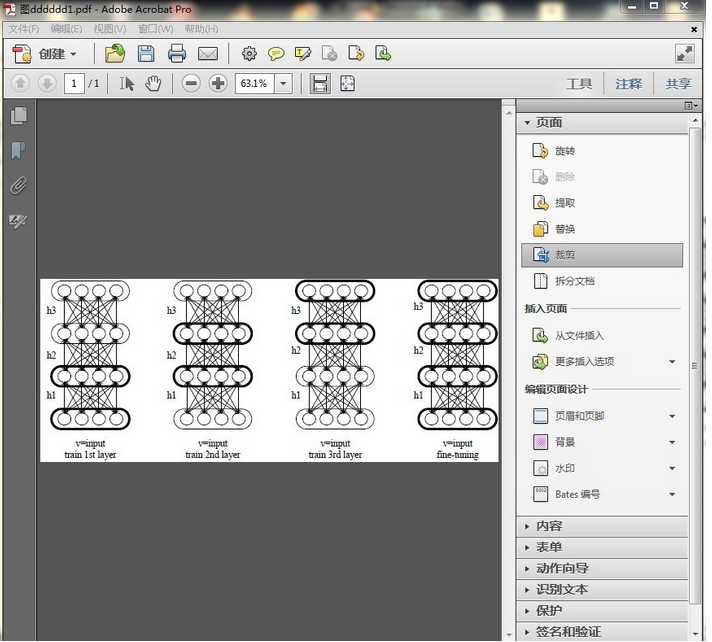 图dddddd1.pdf - Adobe Acrobat Pro
文件(F) 编辑(E) 视图(V) 窗口(W) 帮助(H)
创建
1 / 1 63.1% 工具 注释 共享
页面
旋转
删除
提取
替换
裁剪
拆分文档
插入页面
从文件插入
更多插入选项
编辑页面设计
页眉和页脚
背景
水印
Bates 编号
内容
表单
动作向导
识别文本
保护
签名和验证
h3 h3 h3 h3
h2 h2 h2 h2
h1 h1 h1 h1
v=input v=input v=input v=input
train 1st layer train 2nd layer train 3rd layer fine-tuning